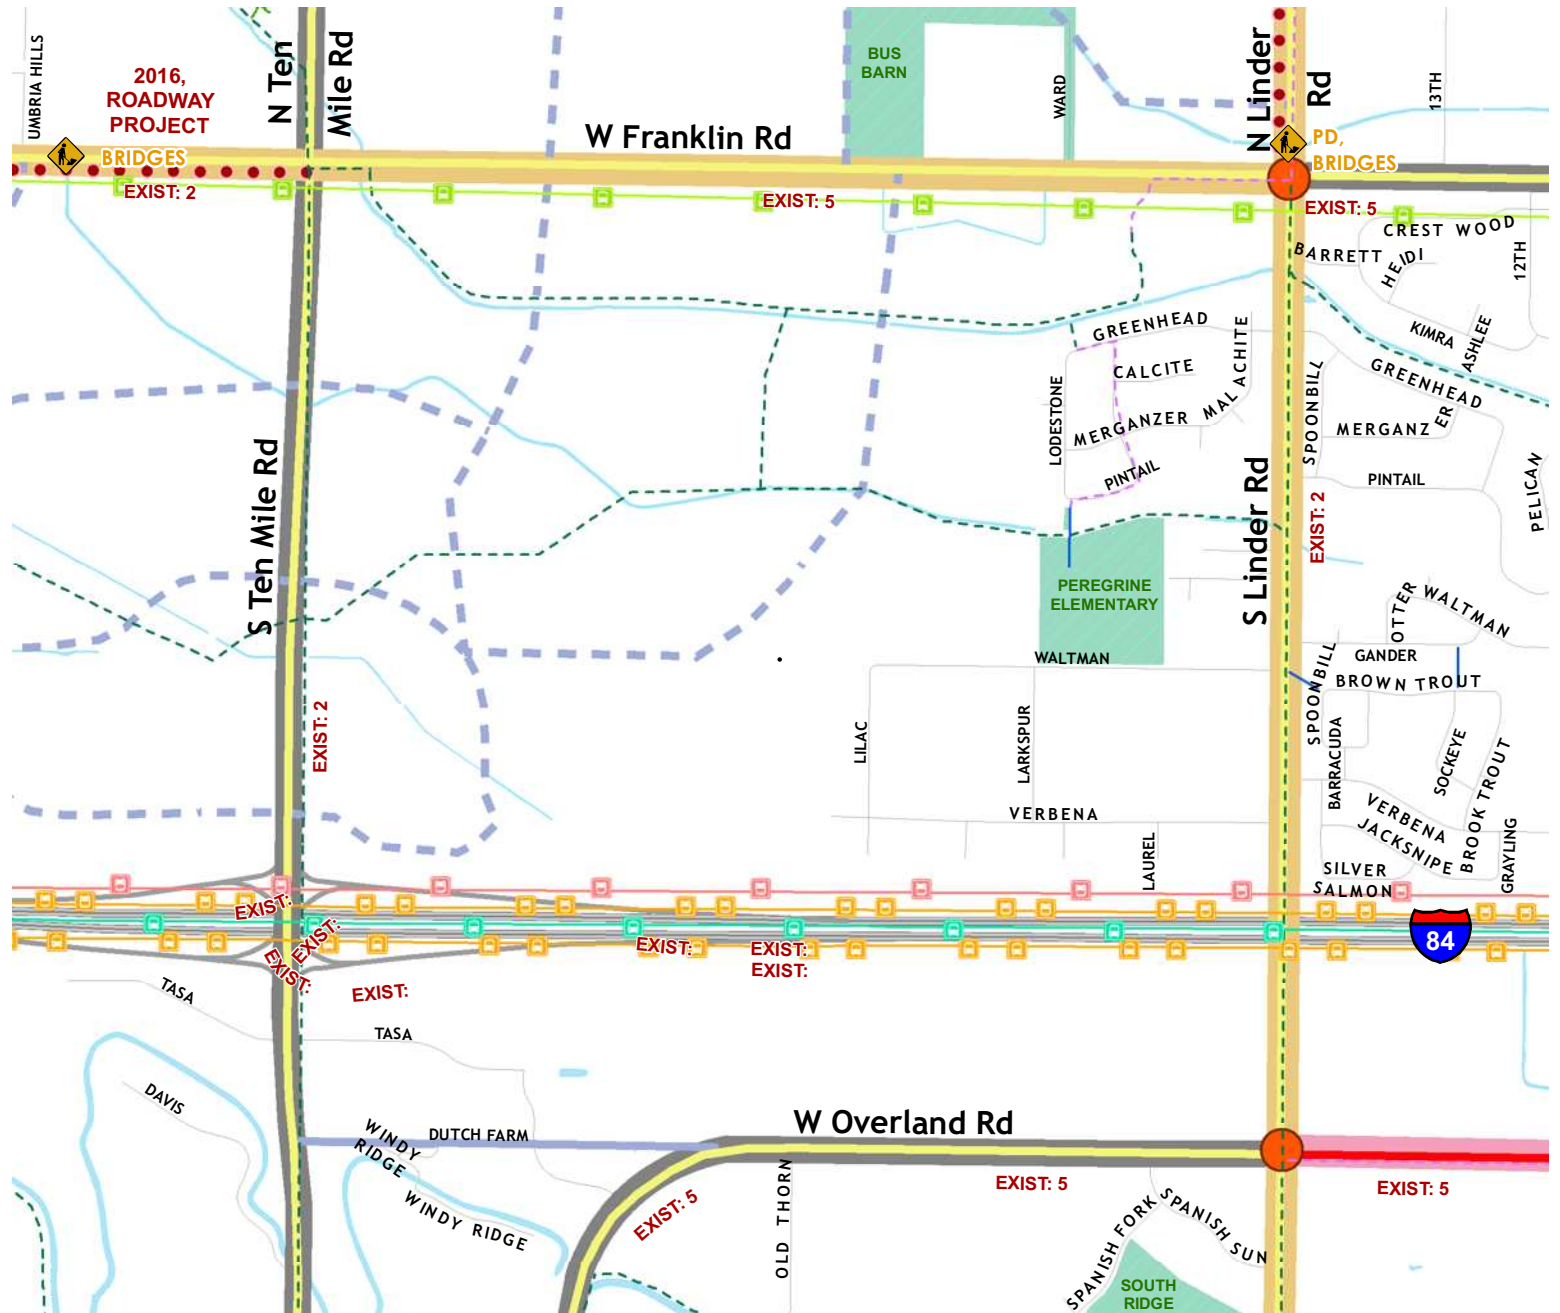 UMBRIA HILLS
2016,
ROADWAY
PROJECT
N Ten
Mile Rd
BUS
BARN
WARD
N Linder
Rd
13TH
W Franklin Rd
BRIDGES
PD,
BRIDGES
EXIST: 2
EXIST: 5
EXIST: 5
CREST WOOD
BARRETT
HEIDI
12TH
GREENHEAD
MALACHITE
KIMRA
ASHLEE
CALCITE
SPOONBILL
GREENHEAD
LODESTONE
MERGANZER
MERGANZ
ER
PINTAIL
PINTAIL
PELICAN
S Ten Mile Rd
S Linder Rd
EXIST: 2
PEREGRINE
ELEMENTARY
OTTER
WALTMAN
WALTMAN
GANDER
SPOONBILL
BROWN TROUT
EXIST: 2
LILAC
LARKSPUR
BARRACUDA
SOCKEYE
BROOK TROUT
VERBENA
VERBENA
JACKSNIPE
GRAYLING
LAUREL
SILVER
SALMON
EXIST:
EXIST:
EXIST:
EXIST:
EXIST:
EXIST:
EXIST:
84
TASA
TASA
DAVIS
WINDY
RIDGE
DUTCH FARM
W Overland Rd
WINDY RIDGE
EXIST: 5
OLD THORN
EXIST: 5
EXIST: 5
SPANISH FORK
SPANISH SUN
SOUTH
RIDGE